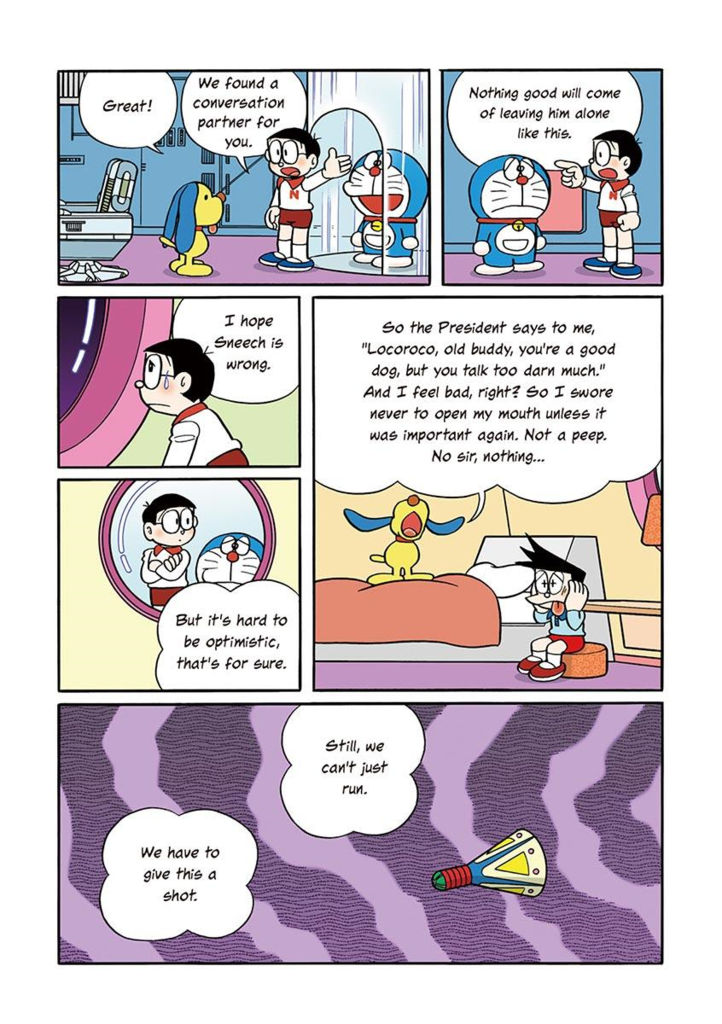 Great!
We found a
conversation
partner for
you.
N
Nothing good will come
of leaving him alone
like this.
N
I hope
Sneech is
wrong.
So the President says to me,
"Locoroco, old buddy, you're a good
dog, but you talk too darn much."
And I feel bad, right? So I swore
never to open my mouth unless it
was important again. Not a peep.
No sir, nothing...
But it's hard to
be optimistic,
that's for sure.
Still, we
can't just
run.
We have to
give this a
shot.